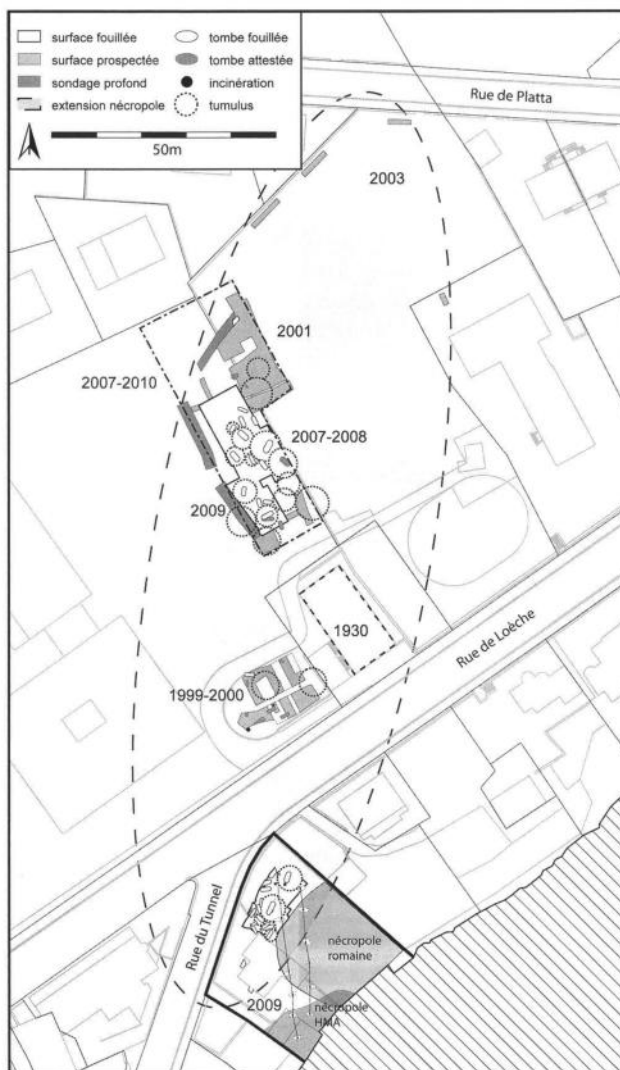 surface fouillée
surface prospectée
sondage profond
extension nécropole
tombe fouillée
tombe attestée
incinération
tumulus
50m
Rue de Platta
2003
2001
2007-2010
2007-2008
2009
1930
Rue de Loèche
1999-2000
Rue du Tunnel
nécropole
romaine
2009
nécropole
HMA